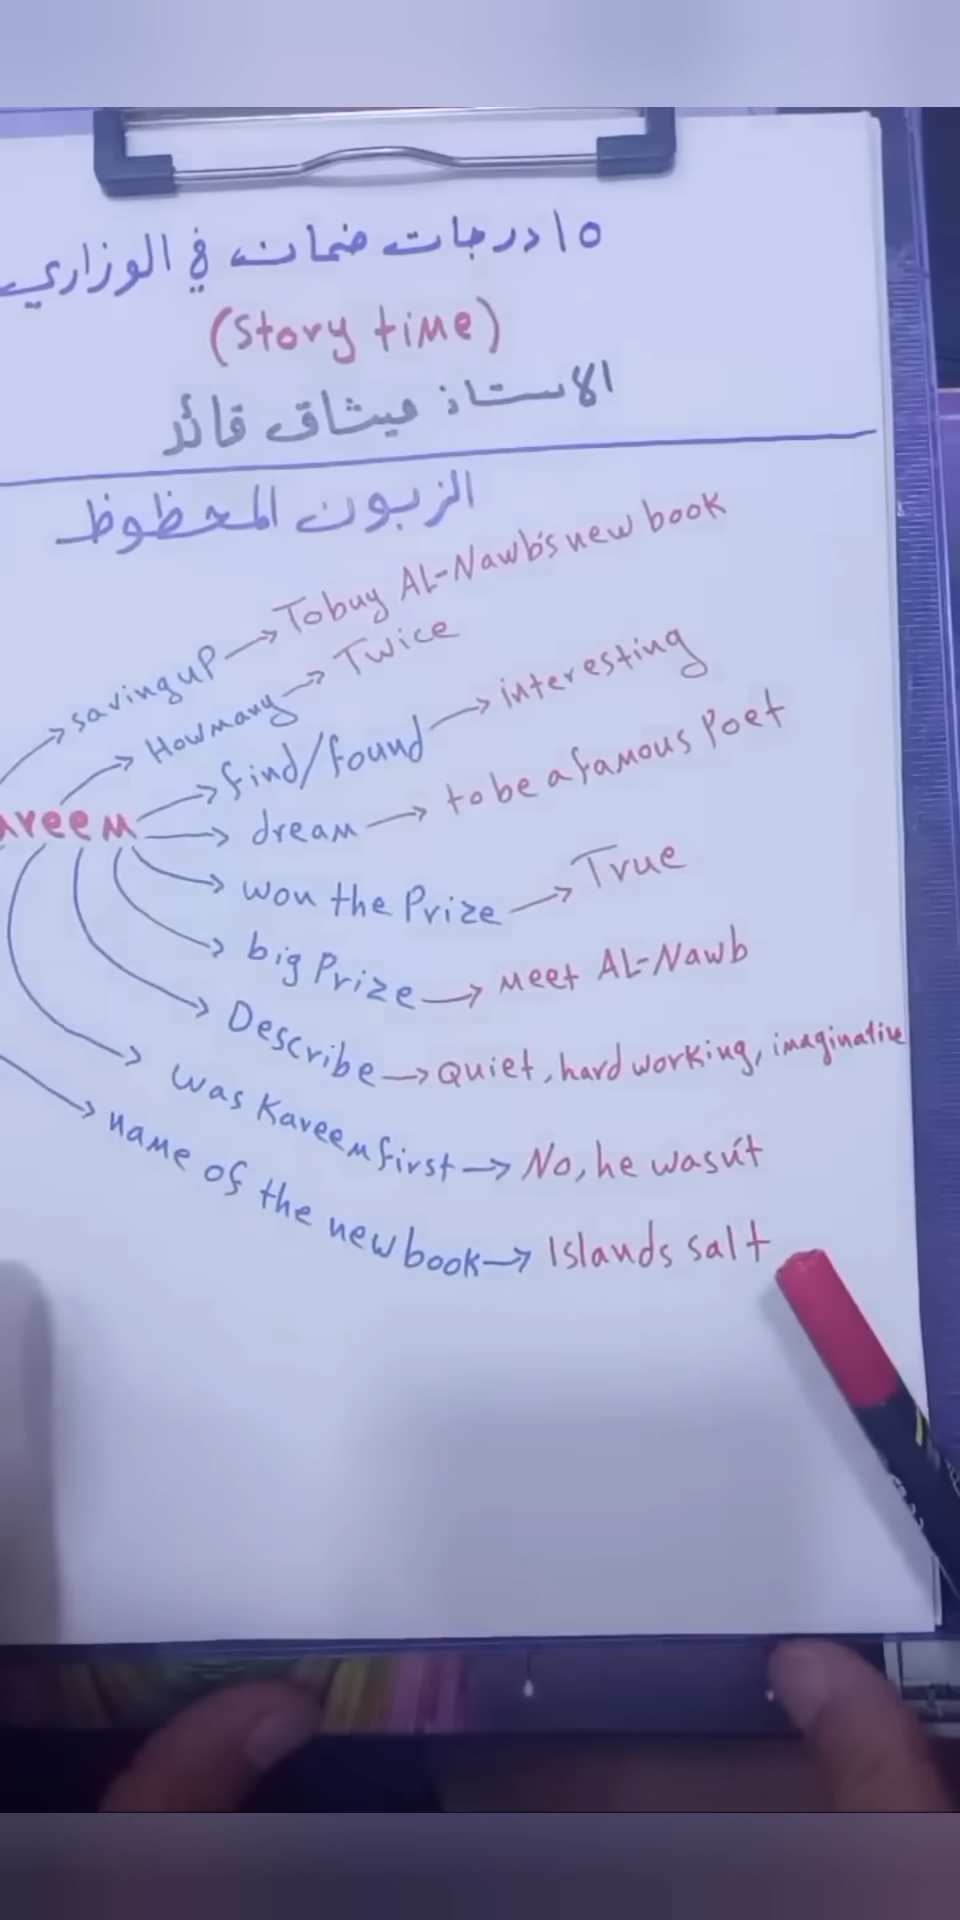 ١٥ درجات ضمان في الوزاري
(Story time)
الاستاذ ميثاق قائد
الزبون المحظوظ
saving up → To buy AL-Nawb's new book
How many → Twice
find/found → interesting
areem
dream → to be a famous Poet
won the Prize → True
big Prize → Meet AL-Nawb
Describe → Quiet, hard working, imaginative
was Kareem first → No, he wasn't
name of the new book → Islands salt